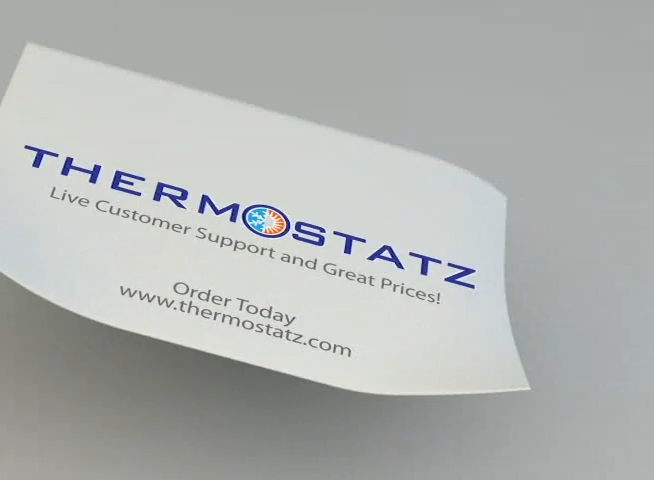 THERMOSTATZ
Live Customer Support and Great Prices!
Order Today
www.thermostatz.com